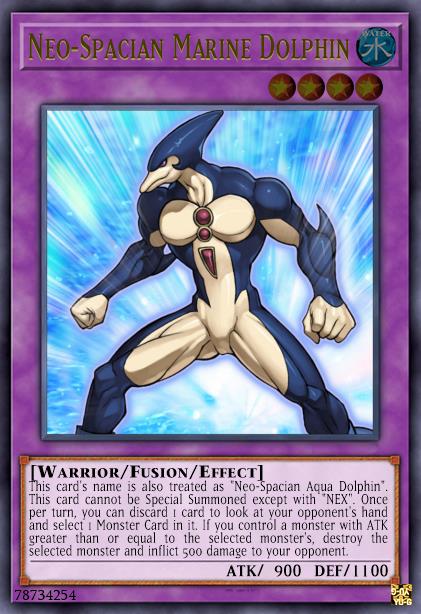 NEO-SPACIAN MARINE DOLPHIN
WATER
水
[WARRIOR/FUSION/EFFECT]
This card's name is also treated as "Neo-Spacian Aqua Dolphin".
This card cannot be Special Summoned except with "NEX". Once
per turn, you can discard 1 card to look at your opponent's hand
and select 1 Monster Card in it. If you control a monster with ATK
greater than or equal to the selected monster's, destroy the
selected monster and inflict 500 damage to your opponent.
ATK/ 900 DEF/1100
78734254